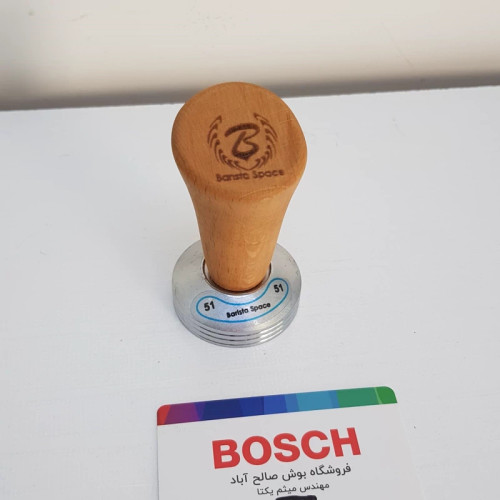 B
Barista Space
51 51
Barista Space
BOSCH
فروشگاه بوش صالح آباد
مهندس میثم یکتا